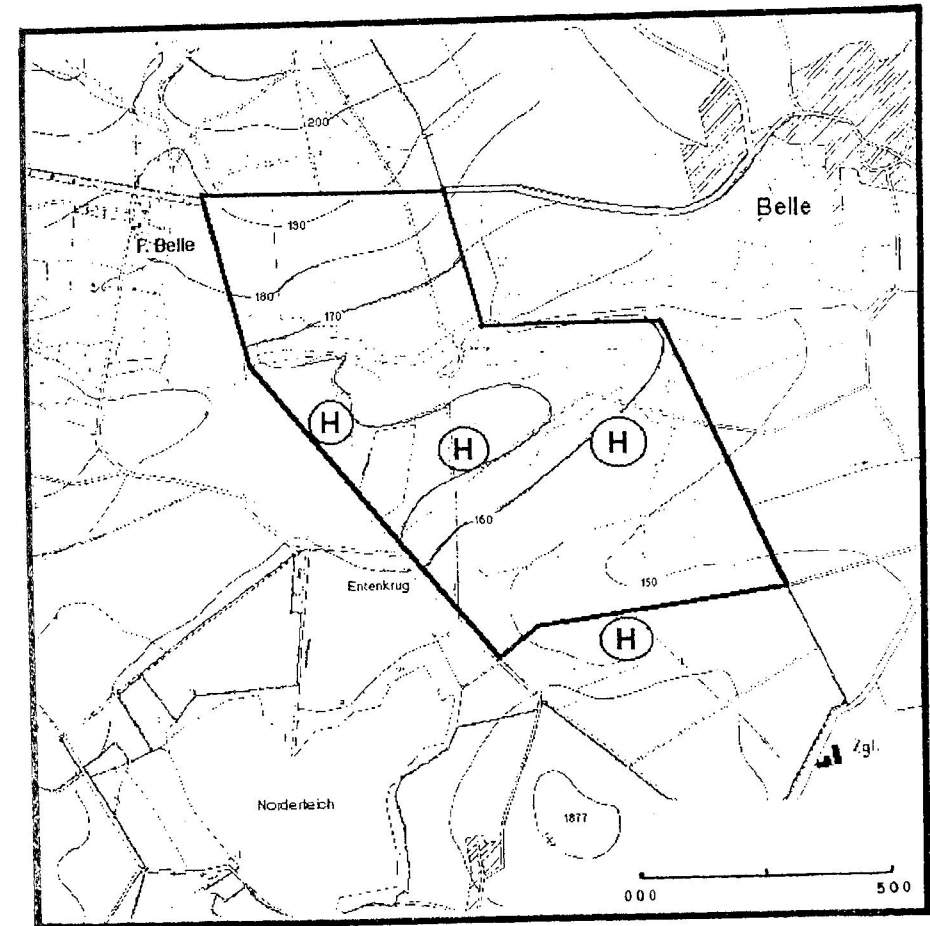 200
Belle
190
F. Belle
180
170
H
H
H
160
150
Entenkrug
H
Zgl.
Norderteich
1877
000
500